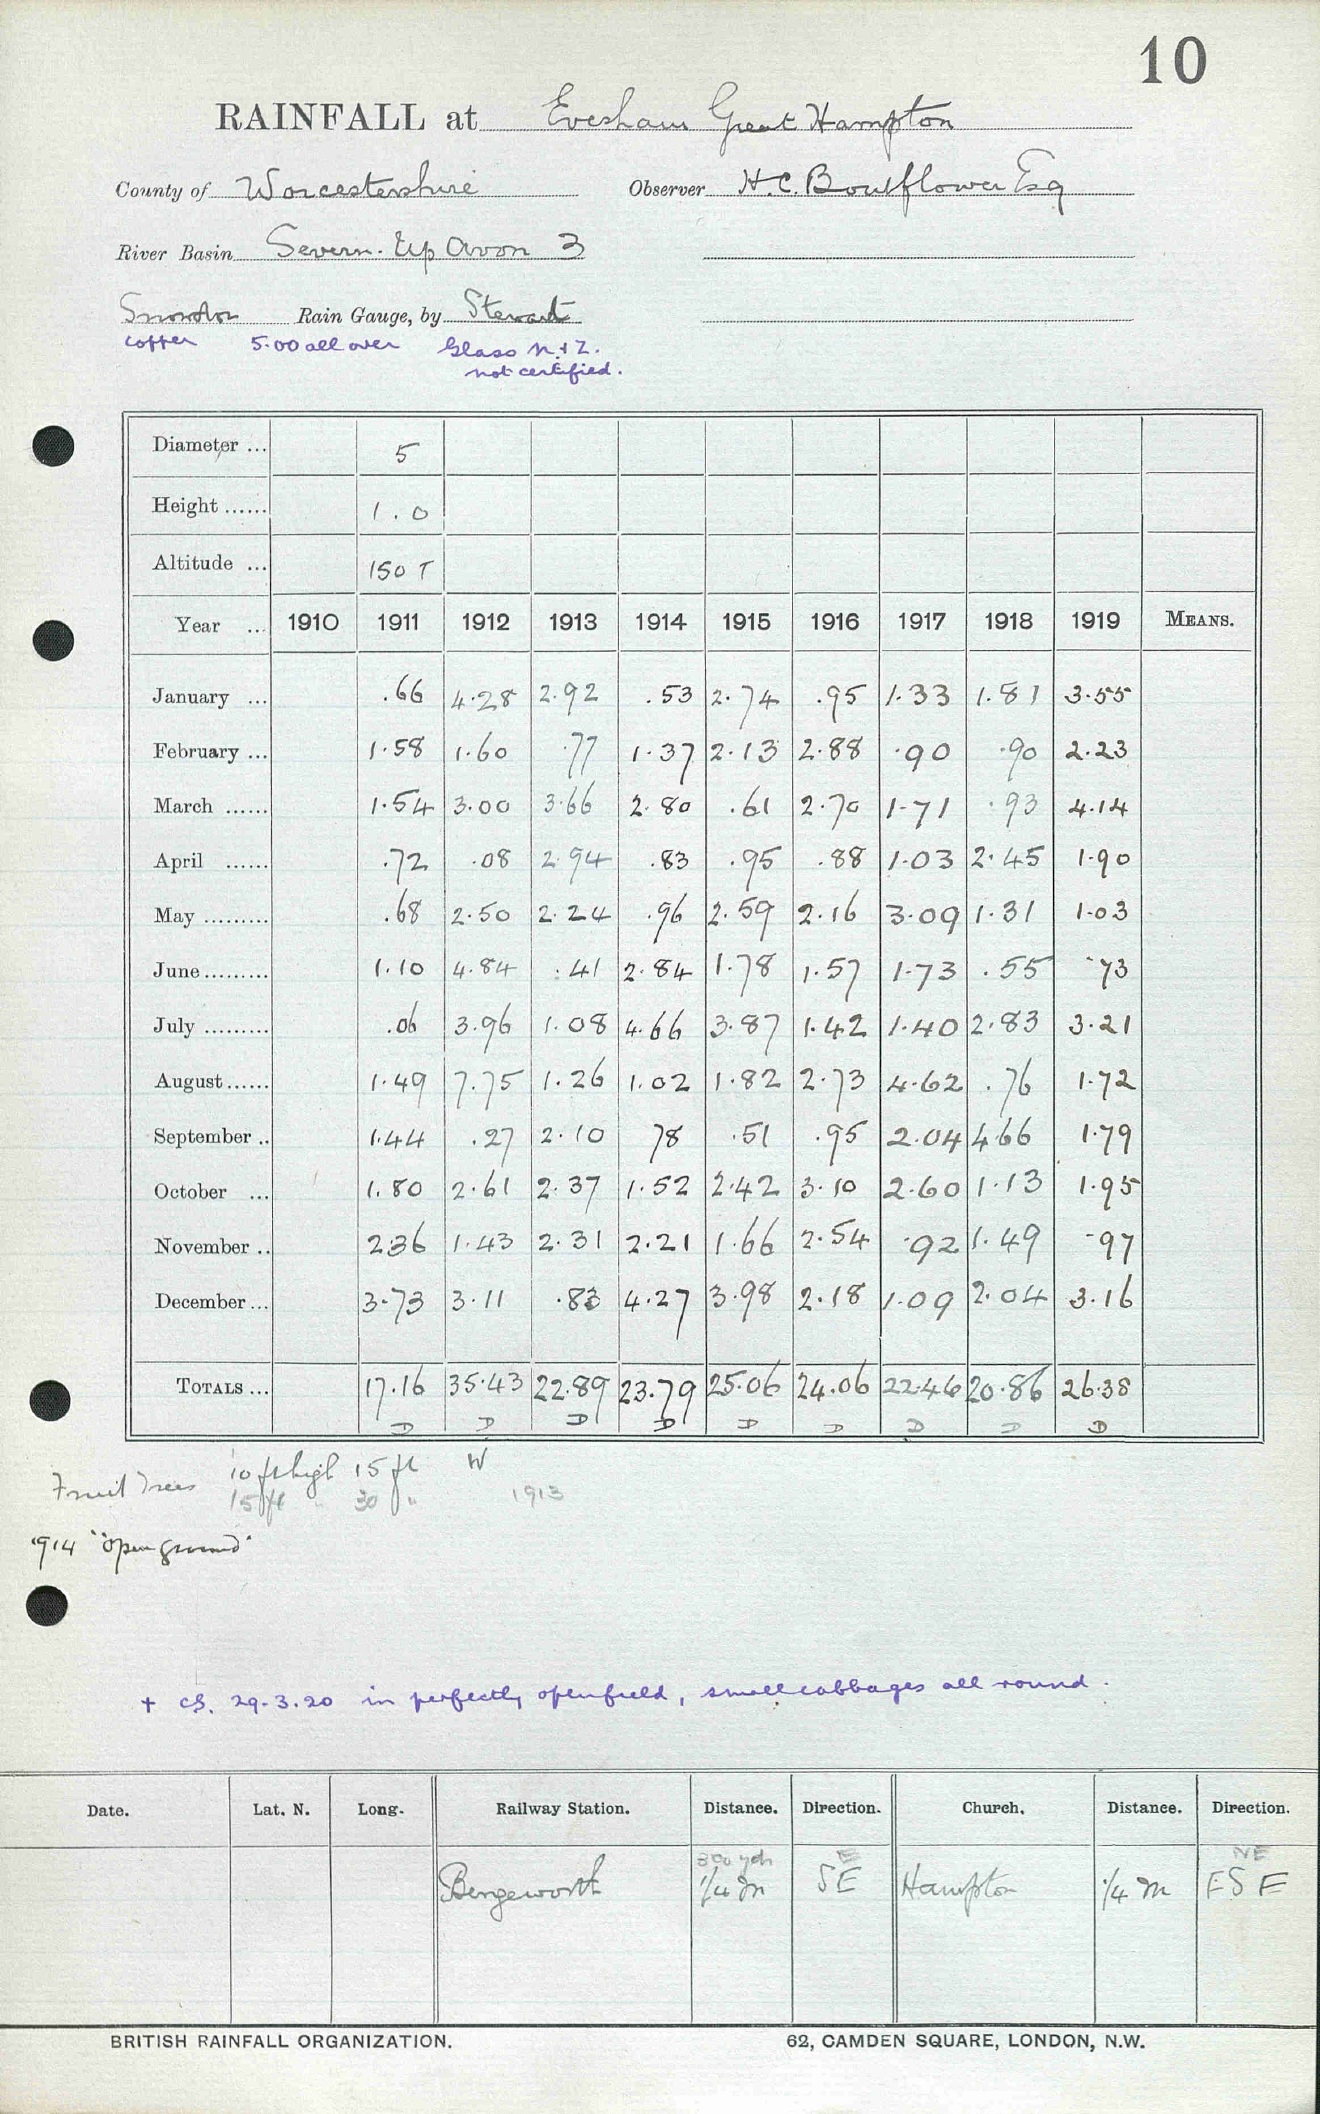 10
RAINFALL at Evesham Great Hampton
County of Worcestershire Observer H.C. Bowlflower Esq
River Basin Severn. Up Avon 3
Snowdon Rain Gauge, by Stewart
copper 5.00 all over Glass N.+Z.
not certified.
Diameter ... 5
Height ...... 1.0
Altitude ... 150 T
Year ... 1910 1911 1912 1913 1914 1915 1916 1917 1918 1919 MEANS.
January ... .66 4.28 2.92 .53 2.74 .95 1.33 1.81 3.55
February ... 1.58 1.60 .77 1.37 2.13 2.88 .90 .90 2.23
March ...... 1.54 3.00 3.66 2.80 .61 2.70 1.71 .93 4.14
April ...... .72 .08 2.94 .83 .95 .88 1.03 2.45 1.90
May ......... .68 2.50 2.24 .96 2.59 2.16 3.09 1.31 1.03
June ......... 1.10 4.84 .41 2.84 1.78 1.57 1.73 .55 .73
July ......... .06 3.96 1.08 4.66 3.87 1.42 1.40 2.83 3.21
August ...... 1.49 7.75 1.26 1.02 1.82 2.73 4.62 .76 1.72
September .. 1.44 .27 2.10 78 .51 .95 2.04 4.66 1.79
October ... 1.80 2.61 2.37 1.52 2.42 3.10 2.60 1.13 1.95
November .. 2.36 1.43 2.31 2.21 1.66 2.54 .92 1.49 .97
December ... 3.73 3.11 .83 4.27 3.98 2.18 1.09 2.04 3.16
TOTALS ... 17.16 35.43 22.89 23.79 25.06 24.06 22.46 20.86 26.38
D D D D D D D D D
Fruit Trees 10 ft high 15 ft W
15 ft " 30 " 1913
1914 "Open ground"
+ CS. 29.3.20 in perfectly open field, small cabbages all round.
Date. Lat. N. Long. Railway Station. Distance. Direction. Church. Distance. Direction.
300 yds E NE
Bengeworth 1/4 m SE Hampton 1/4 m ESE
BRITISH RAINFALL ORGANIZATION. 62, CAMDEN SQUARE, LONDON, N.W.